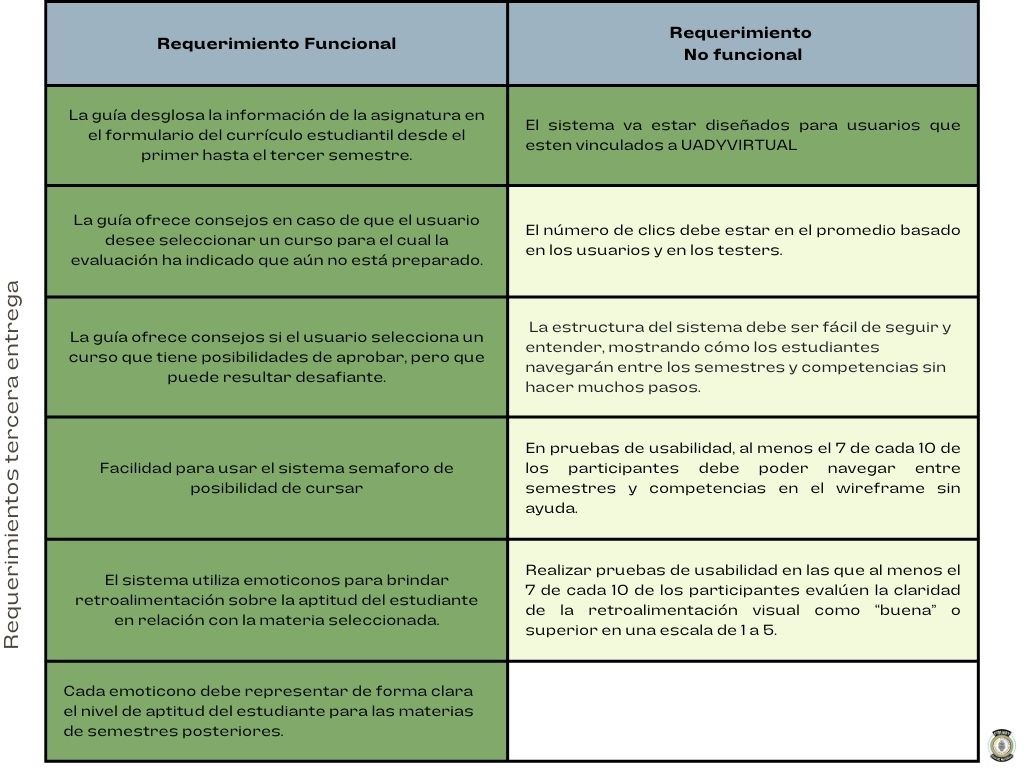 Requerimiento Funcional
Requerimiento
No funcional
La guía desglosa la información de la asignatura en
el formulario del currículo estudiantil desde el
primer hasta el tercer semestre.
El sistema va estar diseñados para usuarios que
esten vinculados a UADYVIRTUAL
La guía ofrece consejos en caso de que el usuario
desee seleccionar un curso para el cual la
evaluación ha indicado que aún no está preparado.
El número de clics debe estar en el promedio basado
en los usuarios y en los testers.
La guía ofrece consejos si el usuario selecciona un
curso que tiene posibilidades de aprobar, pero que
puede resultar desafiante.
La estructura del sistema debe ser fácil de seguir y
entender, mostrando cómo los estudiantes
navegarán entre los semestres y competencias sin
hacer muchos pasos.
Facilidad para usar el sistema semaforo de
posibilidad de cursar
En pruebas de usabilidad, al menos el 7 de cada 10 de
los participantes debe poder navegar entre
semestres y competencias en el wireframe sin
ayuda.
El sistema utiliza emoticonos para brindar
retroalimentación sobre la aptitud del estudiante
en relación con la materia seleccionada.
Realizar pruebas de usabilidad en las que al menos el
7 de cada 10 de los participantes evalúen la claridad
de la retroalimentación visual como “buena” o
superior en una escala de 1 a 5.
Cada emoticono debe representar de forma clara
el nivel de aptitud del estudiante para las materias
de semestres posteriores.
Requerimientos tercera entrega